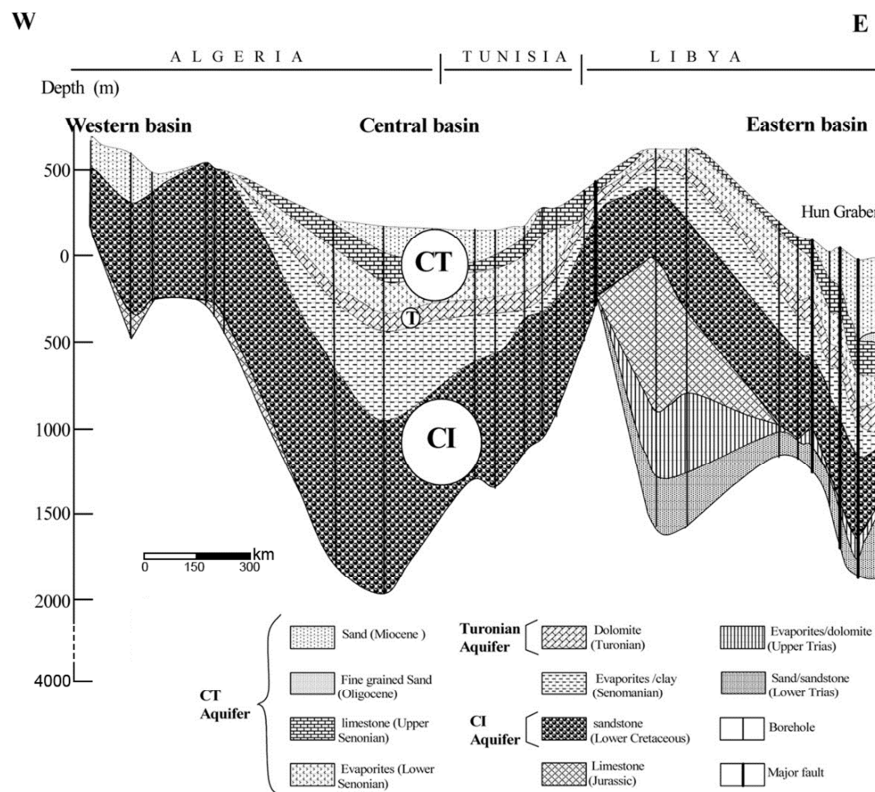 W
E
ALGERIA
TUNISIA
LIBYA
Depth (m)
Western basin
Central basin
Eastern basin
Hun Graben
500
0
500
1000
1500
2000
4000
CT
T
CI
km
0 150 300
CT
Aquifer
Sand (Miocene )
Fine grained Sand
(Oligocene)
limestone (Upper
Senonian)
Evaporites (Lower
Senonian)
Turonian
Aquifer
Dolomite
(Turonian)
Evaporites /clay
(Senomanian)
CI
Aquifer
sandstone
(Lower Cretaceous)
Limestone
(Jurassic)
Evaporites/dolomite
(Upper Trias)
Sand/sandstone
(Lower Trias)
Borehole
Major fault